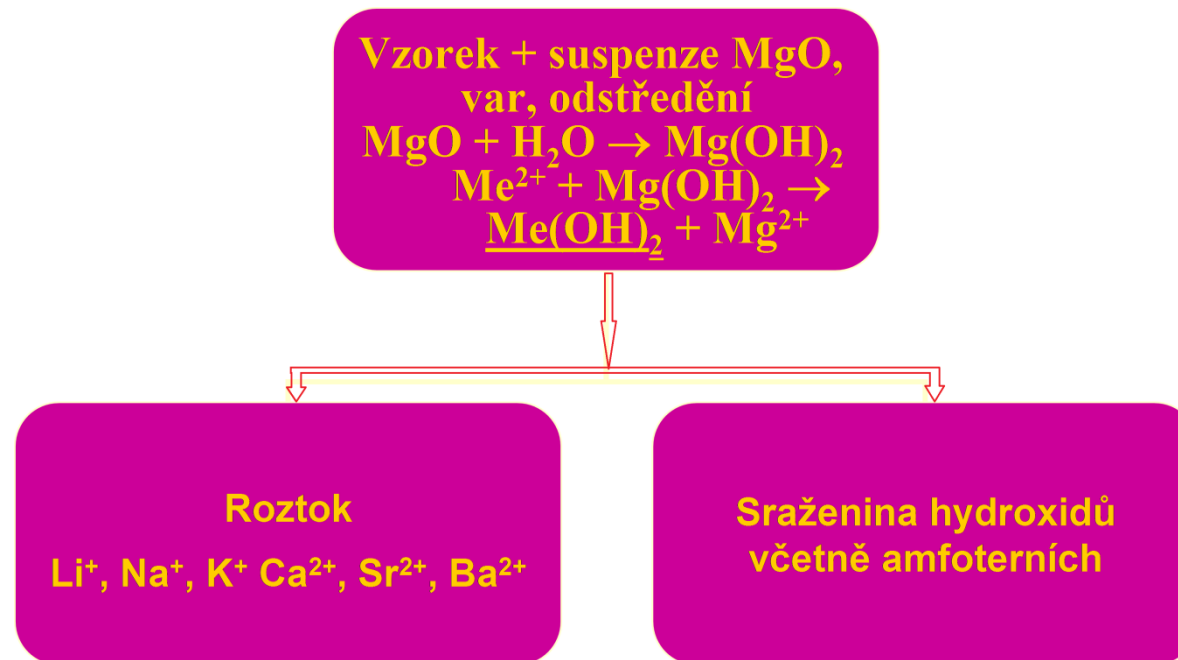 Vzorek + suspenze MgO,
var, odstředění
MgO + H₂O → Mg(OH)₂
Me²⁺ + Mg(OH)₂ →
Me(OH)₂ + Mg²⁺
Roztok
Li⁺, Na⁺, K⁺ Ca²⁺, Sr²⁺, Ba²⁺
Sraženina hydroxidů
včetně amfoterních